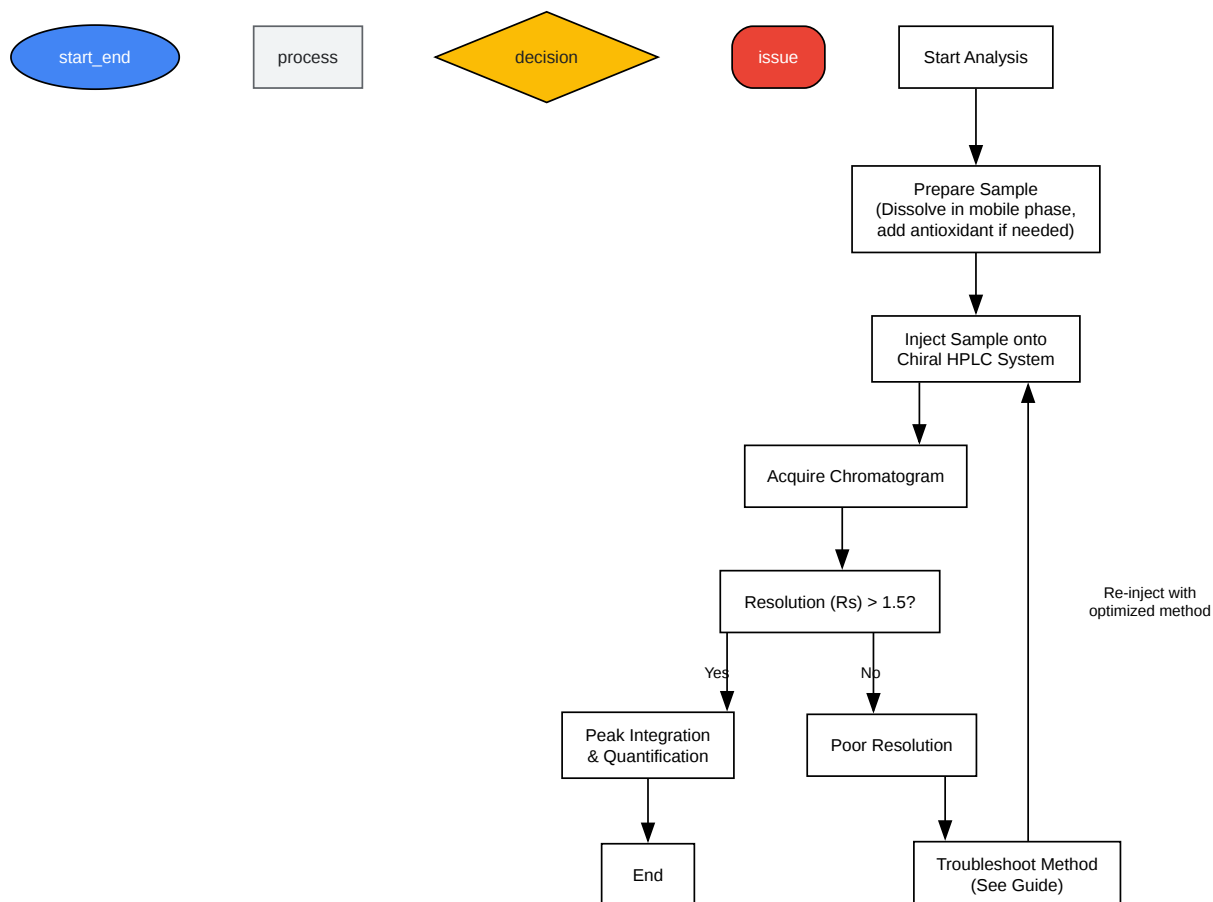 start_end
process
decision
issue
Start Analysis
Prepare Sample
(Dissolve in mobile phase,
add antioxidant if needed)
Inject Sample onto
Chiral HPLC System
Acquire Chromatogram
Resolution (Rs) > 1.5?
Re-inject with
optimized method
Yes
No
Peak Integration
& Quantification
Poor Resolution
End
Troubleshoot Method
(See Guide)